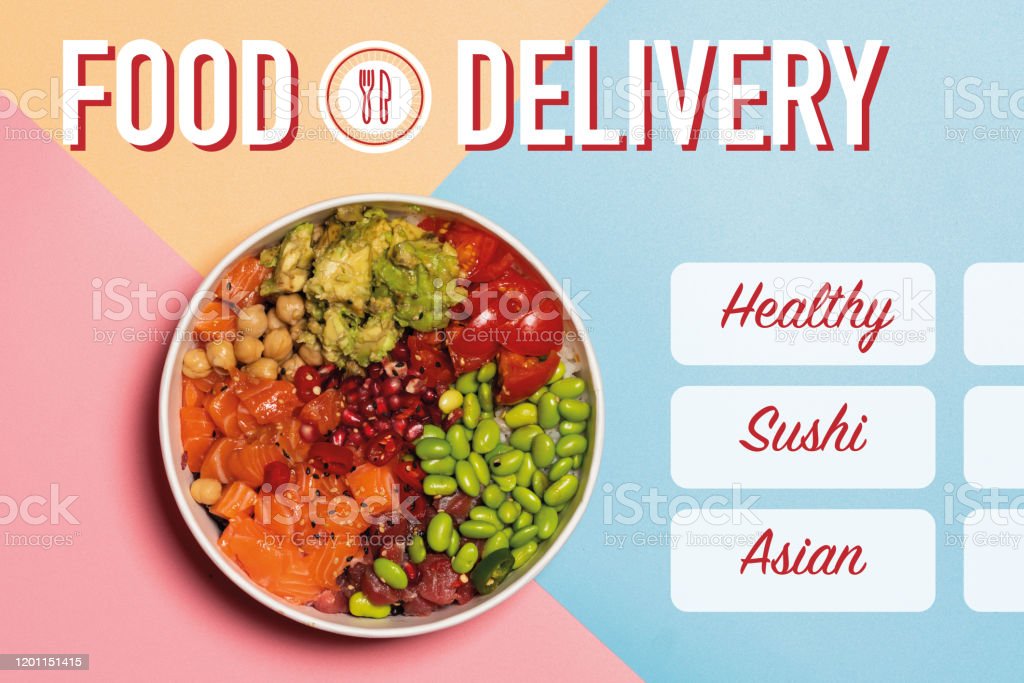 FOOD DELIVERY
Healthy
Sushi
Asian
iStock
by Getty Images
1201151415